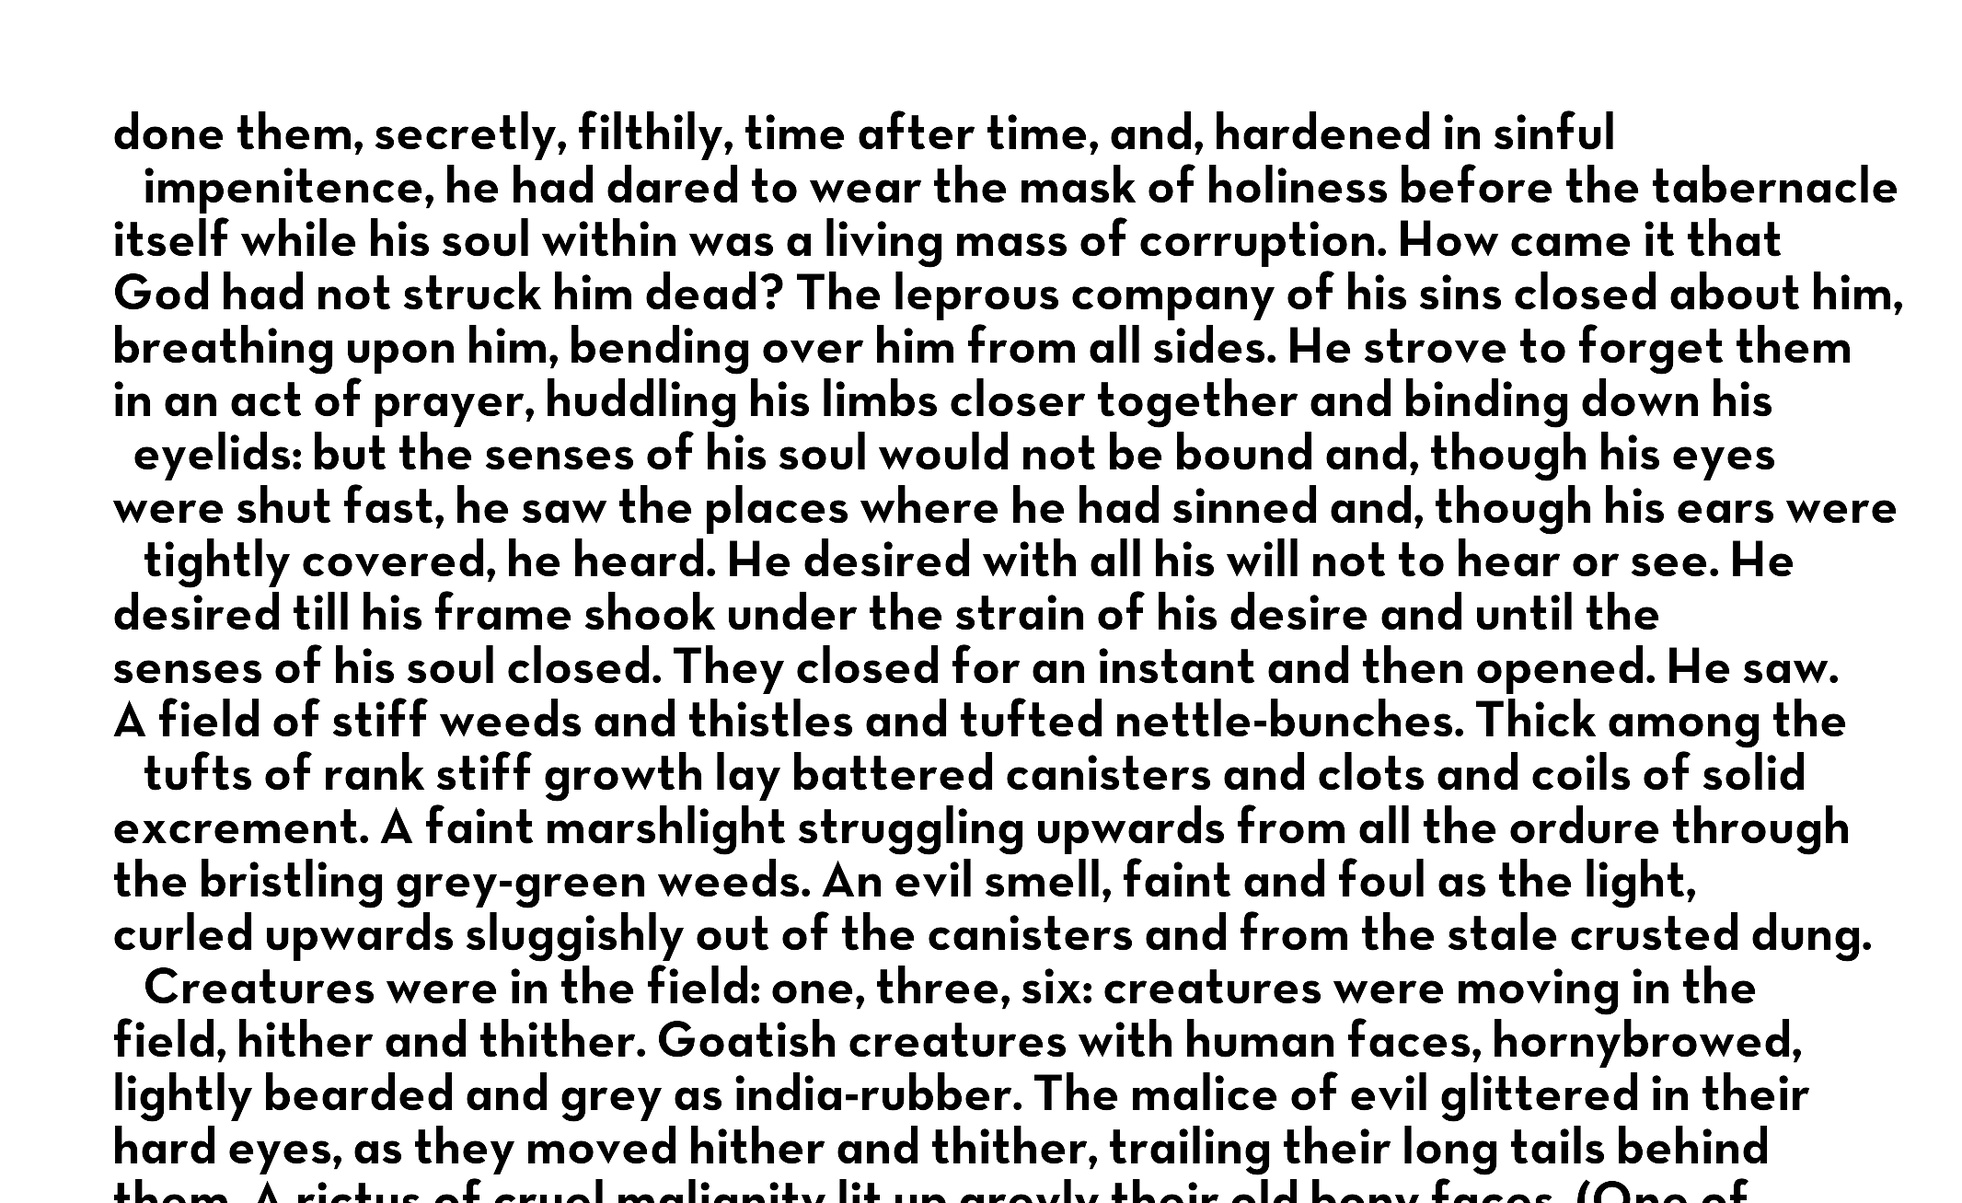 done them, secretly, filthily, time after time, and, hardened in sinful
impenitence, he had dared to wear the mask of holiness before the tabernacle
itself while his soul within was a living mass of corruption. How came it that
God had not struck him dead? The leprous company of his sins closed about him,
breathing upon him, bending over him from all sides. He strove to forget them
in an act of prayer, huddling his limbs closer together and binding down his
eyelids: but the senses of his soul would not be bound and, though his eyes
were shut fast, he saw the places where he had sinned and, though his ears were
tightly covered, he heard. He desired with all his will not to hear or see. He
desired till his frame shook under the strain of his desire and until the
senses of his soul closed. They closed for an instant and then opened. He saw.
A field of stiff weeds and thistles and tufted nettle-bunches. Thick among the
tufts of rank stiff growth lay battered canisters and clots and coils of solid
excrement. A faint marshlight struggling upwards from all the ordure through
the bristling grey-green weeds. An evil smell, faint and foul as the light,
curled upwards sluggishly out of the canisters and from the stale crusted dung.
Creatures were in the field: one, three, six: creatures were moving in the
field, hither and thither. Goatish creatures with human faces, hornybrowed,
lightly bearded and grey as india-rubber. The malice of evil glittered in their
hard eyes, as they moved hither and thither, trailing their long tails behind
them. A rictus of cruel malignity lit up greyly their old bony faces. (One of